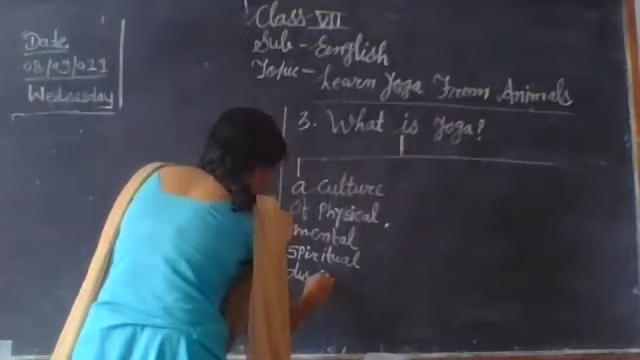 Date
08/09/021
Wednesday
Class-VII
Sub-English
Topic-Learn Yoga From Animals
3. What is Yoga?
a culture
Of Physical.
mental
Spiritual